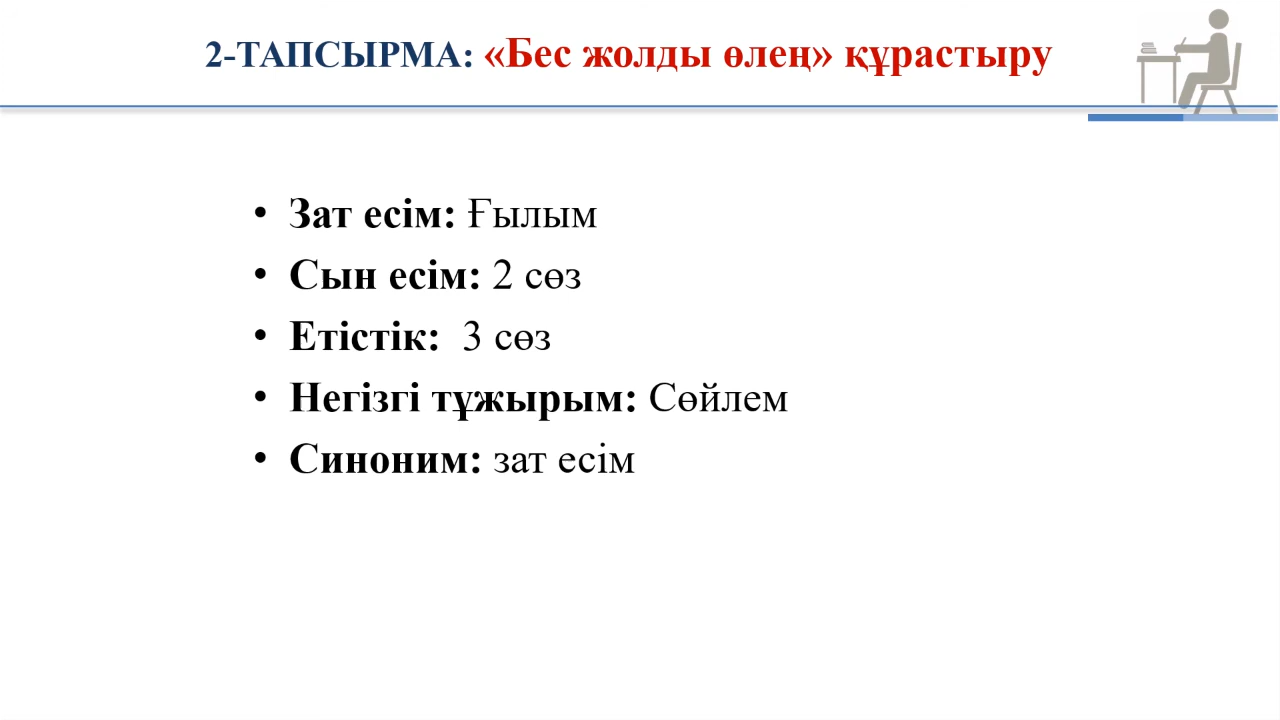 2-ТАПСЫРМА: «Бес жолды өлең» құрастыру
• Зат есім: Ғылым
• Сын есім: 2 сөз
• Етістік: 3 сөз
• Негізгі тұжырым: Сөйлем
• Синоним: зат есім